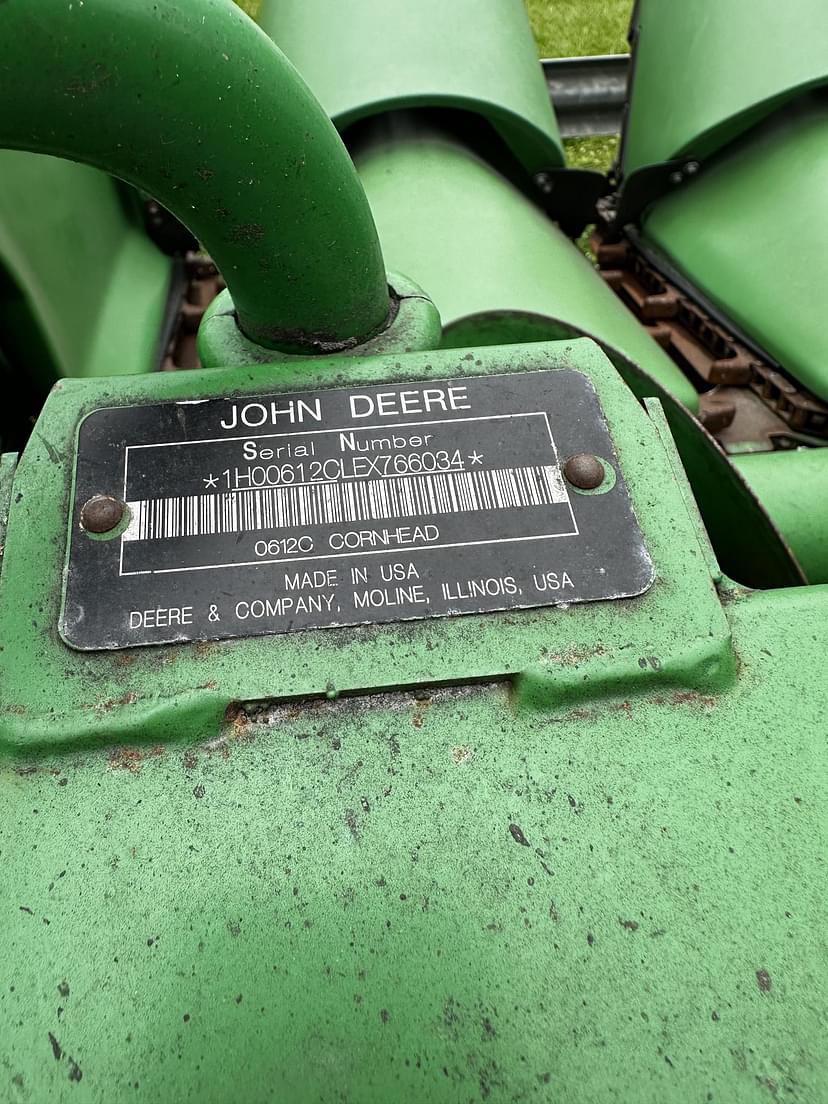 JOHN DEERE
Serial Number
*1H00612CLEX766034*
0612C CORNHEAD
MADE IN USA
DEERE & COMPANY, MOLINE, ILLINOIS, USA